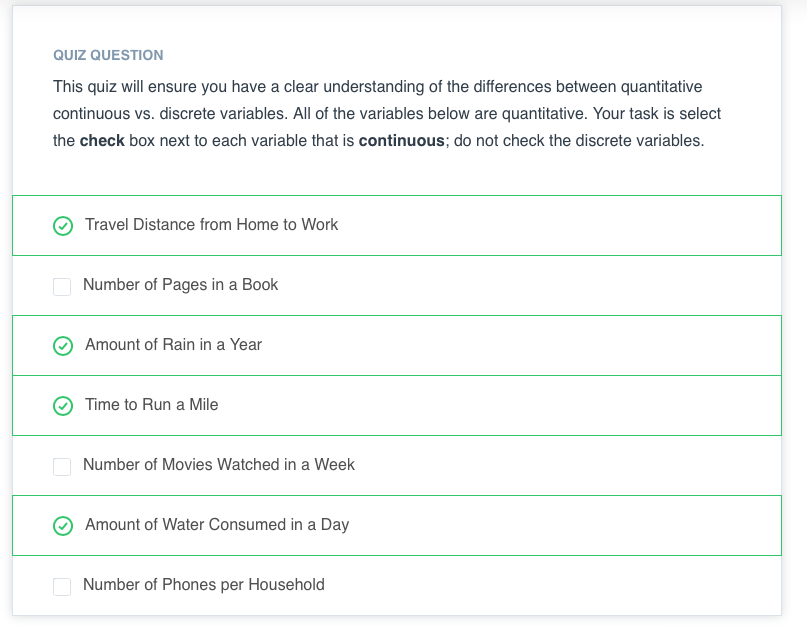 QUIZ QUESTION
This quiz will ensure you have a clear understanding of the differences between quantitative
continuous vs. discrete variables. All of the variables below are quantitative. Your task is select
the check box next to each variable that is continuous; do not check the discrete variables.
Travel Distance from Home to Work
Number of Pages in a Book
Amount of Rain in a Year
Time to Run a Mile
Number of Movies Watched in a Week
Amount of Water Consumed in a Day
Number of Phones per Household